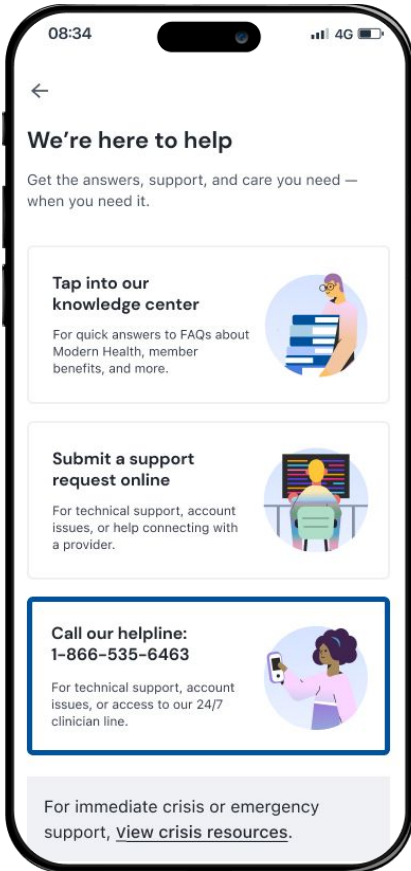 08:34
4G
We’re here to help
Get the answers, support, and care you need —
when you need it.
Tap into our
knowledge center
For quick answers to FAQs about
Modern Health, member
benefits, and more.
Submit a support
request online
For technical support, account
issues, or help connecting with
a provider.
Call our helpline:
1-866-535-6463
For technical support, account
issues, or access to our 24/7
clinician line.
For immediate crisis or emergency
support, View crisis resources.